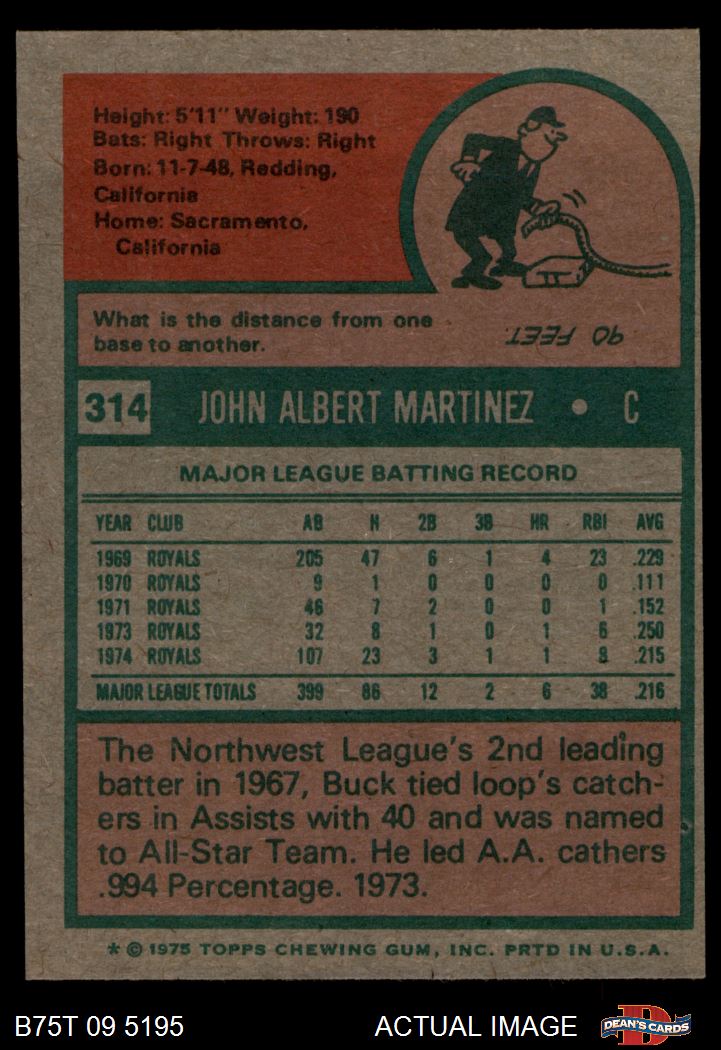 Height: 5'11" Weight: 190
Bats: Right Throws: Right
Born: 11-7-48, Redding,
California
Home: Sacramento,
California
What is the distance from one
base to another.
90 FEET.
314 JOHN ALBERT MARTINEZ • C
MAJOR LEAGUE BATTING RECORD
YEAR CLUB AB H 2B 3B HR RBI AVG
1969 ROYALS 205 47 6 1 4 23 .229
1970 ROYALS 9 1 0 0 0 0 .111
1971 ROYALS 46 7 2 0 0 1 .152
1973 ROYALS 32 8 1 0 1 6 .250
1974 ROYALS 107 23 3 1 1 8 .215
MAJOR LEAGUE TOTALS 399 86 12 2 6 38 .216
The Northwest League's 2nd leading
batter in 1967, Buck tied loop's catch-
ers in Assists with 40 and was named
to All-Star Team. He led A.A. cathers
.994 Percentage. 1973.
* © 1975 TOPPS CHEWING GUM, INC. PRTD IN U.S.A.
B75T 09 5195 ACTUAL IMAGE DEAN'S CARDS